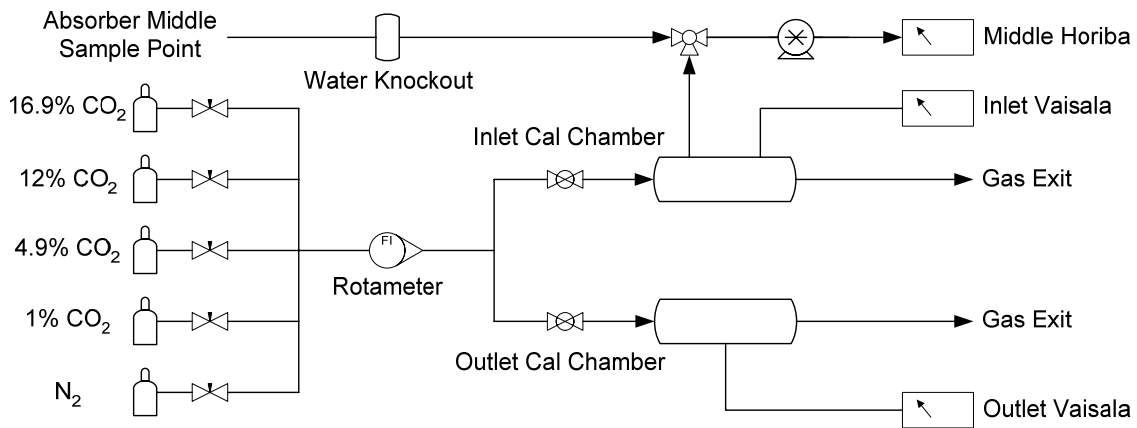 Absorber Middle
Sample Point
Middle Horiba
Water Knockout
16.9% CO₂
Inlet Vaisala
Inlet Cal Chamber
12% CO₂
Gas Exit
4.9% CO₂
FI
Rotameter
1% CO₂
Gas Exit
Outlet Cal Chamber
N₂
Outlet Vaisala